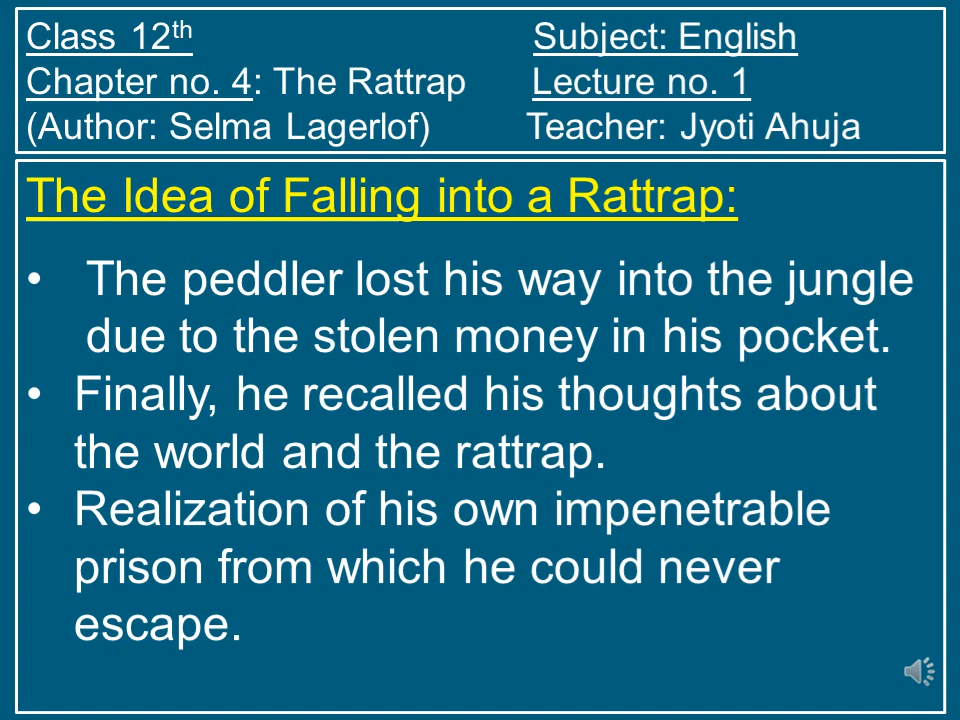 Class 12th Subject: English
Chapter no. 4: The Rattrap Lecture no. 1
(Author: Selma Lagerlof) Teacher: Jyoti Ahuja
The Idea of Falling into a Rattrap:
• The peddler lost his way into the jungle
due to the stolen money in his pocket.
• Finally, he recalled his thoughts about
the world and the rattrap.
• Realization of his own impenetrable
prison from which he could never
escape.